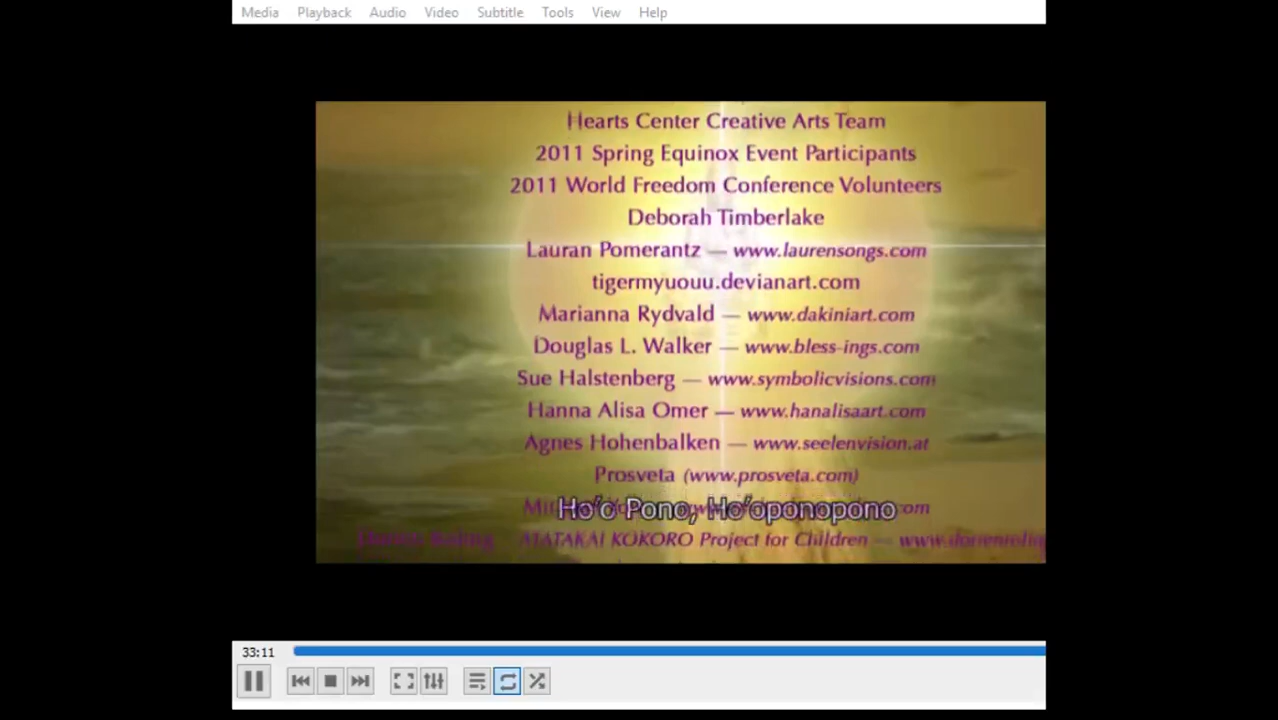 Media Playback Audio Video Subtitle Tools View Help
Hearts Center Creative Arts Team
2011 Spring Equinox Event Participants
2011 World Freedom Conference Volunteers
Deborah Timberlake
Lauran Pomerantz — www.laurensongs.com
tigermyuouu.devianart.com
Marianna Rydvald — www.dakiniart.com
Douglas L. Walker — www.bless-ings.com
Sue Halstenberg — www.symbolicvisions.com
Hanna Alisa Omer — www.hanalisaart.com
Agnes Hohenbalken — www.seelenvision.at
Prosveta (www.prosveta.com)
Ho'o Pono, Ho'oponopono
ATATAKAI KOKORO Project for Children —
33:11